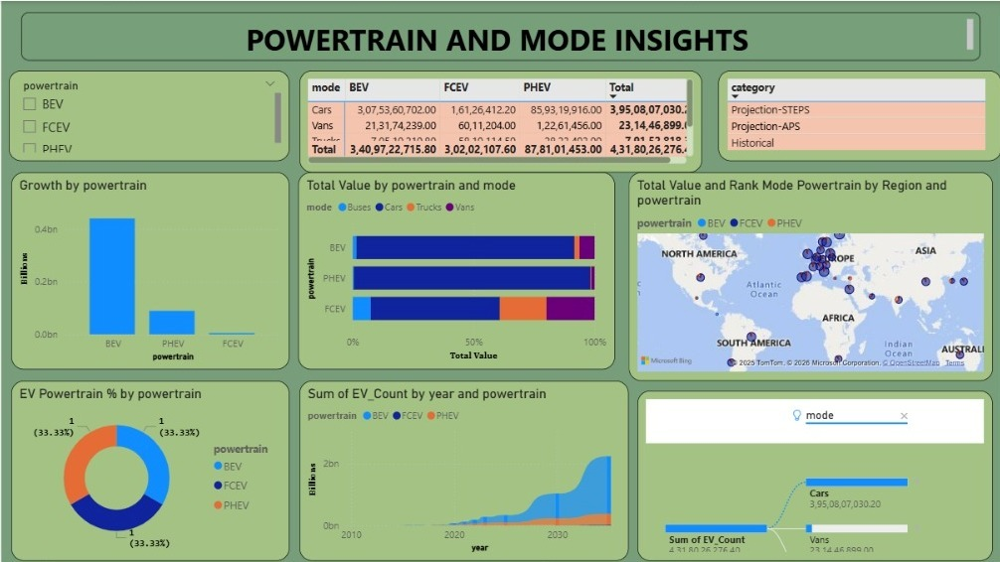 POWERTRAIN AND MODE INSIGHTS
powertrain
BEV
FCEV
PHEV
mode BEV FCEV PHEV Total
Cars 3,07,53,60,702.00 1,61,26,412.20 85,93,19,916.00 3,95,08,07,030.
Vans 21,31,74,239.00 60,11,204.00 1,22,61,456.00 23,14,46,899.
Trucks
Total 3,40,97,22,715.80 3,02,02,107.60 87,81,01,453.00 4,31,80,26,276.4
category
Projection-STEPS
Projection-APS
Historical
Growth by powertrain
Billions
0.4bn
0.2bn
0.0bn
BEV PHEV FCEV
powertrain
Total Value by powertrain and mode
mode Buses Cars Trucks Vans
powertrain
BEV
PHEV
FCEV
0% 50% 100%
Total Value
Total Value and Rank Mode Powertrain by Region and
powertrain
powertrain BEV FCEV PHEV
NORTH AMERICA
EUROPE
ASIA
Atlantic
Ocean
AFRICA
SOUTH AMERICA
Indian
Ocean
AUSTRALI
Microsoft Bing
© 2025 TomTom, © 2026 Microsoft Corporation, © OpenStreetMap Terms
EV Powertrain % by powertrain
1
(33.33%)
1
(33.33%)
1
(33.33%)
powertrain
BEV
FCEV
PHEV
Sum of EV_Count by year and powertrain
powertrain BEV FCEV PHEV
Billions
2bn
0bn
2010 2020 2030
year
mode
Cars
3,95,08,07,030.20
Sum of EV_Count
4,31,80,26,276.40
Vans
23,14,46,899.00